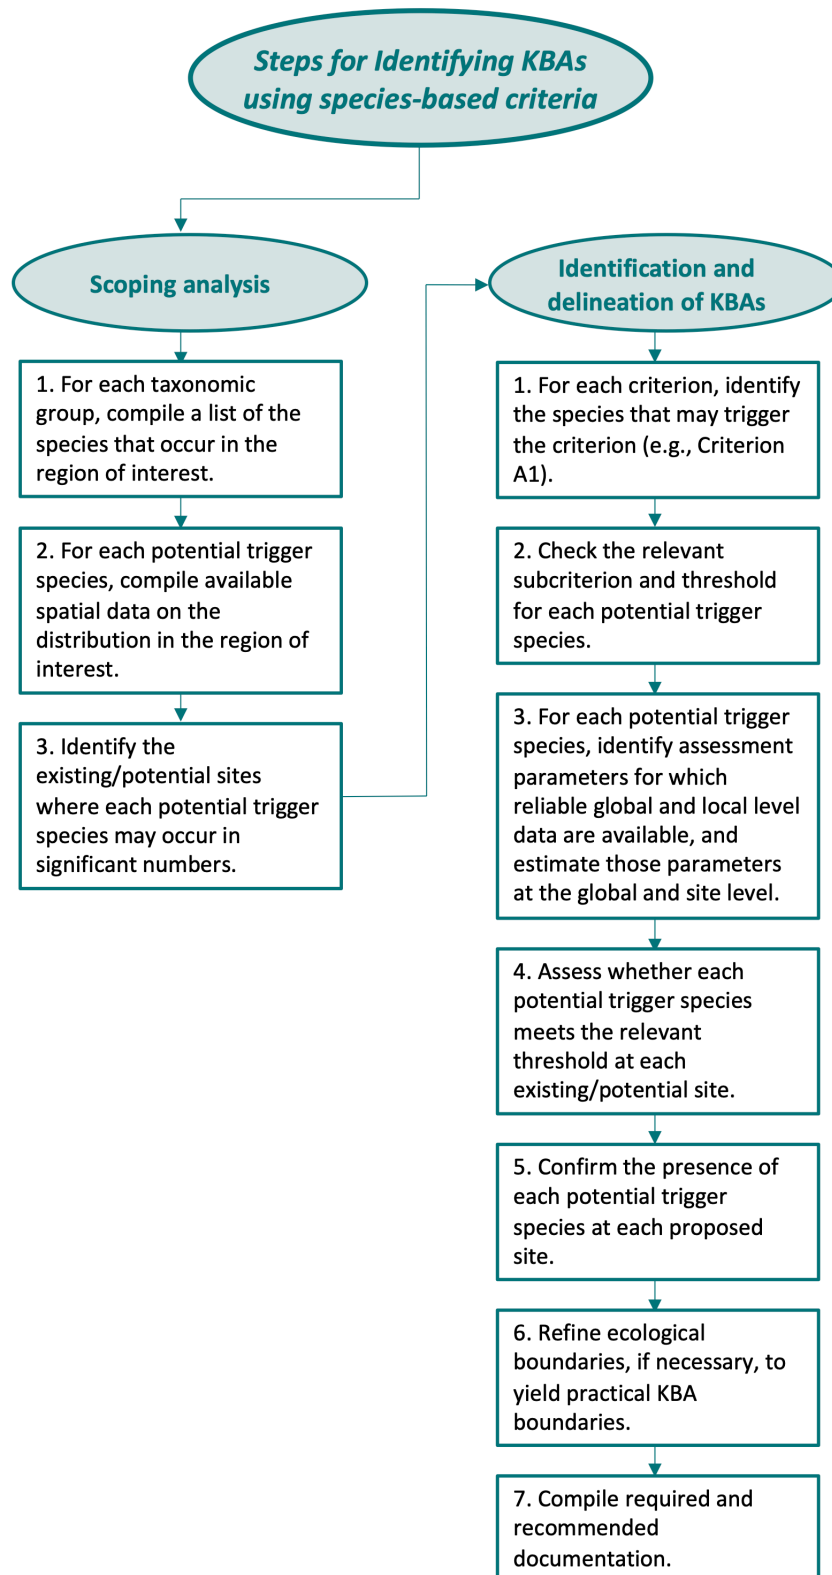 Steps for Identifying KBAs
using species-based criteria
Scoping analysis
1. For each taxonomic
group, compile a list of the
species that occur in the
region of interest.
2. For each potential trigger
species, compile available
spatial data on the
distribution in the region of
interest.
3. Identify the
existing/potential sites
where each potential trigger
species may occur in
significant numbers.
Identification and
delineation of KBAs
1. For each criterion, identify
the species that may trigger
the criterion (e.g., Criterion
A1).
2. Check the relevant
subcriterion and threshold
for each potential trigger
species.
3. For each potential trigger
species, identify assessment
parameters for which
reliable global and local level
data are available, and
estimate those parameters
at the global and site level.
4. Assess whether each
potential trigger species
meets the relevant
threshold at each
existing/potential site.
5. Confirm the presence of
each potential trigger
species at each proposed
site.
6. Refine ecological
boundaries, if necessary, to
yield practical KBA
boundaries.
7. Compile required and
recommended
documentation.